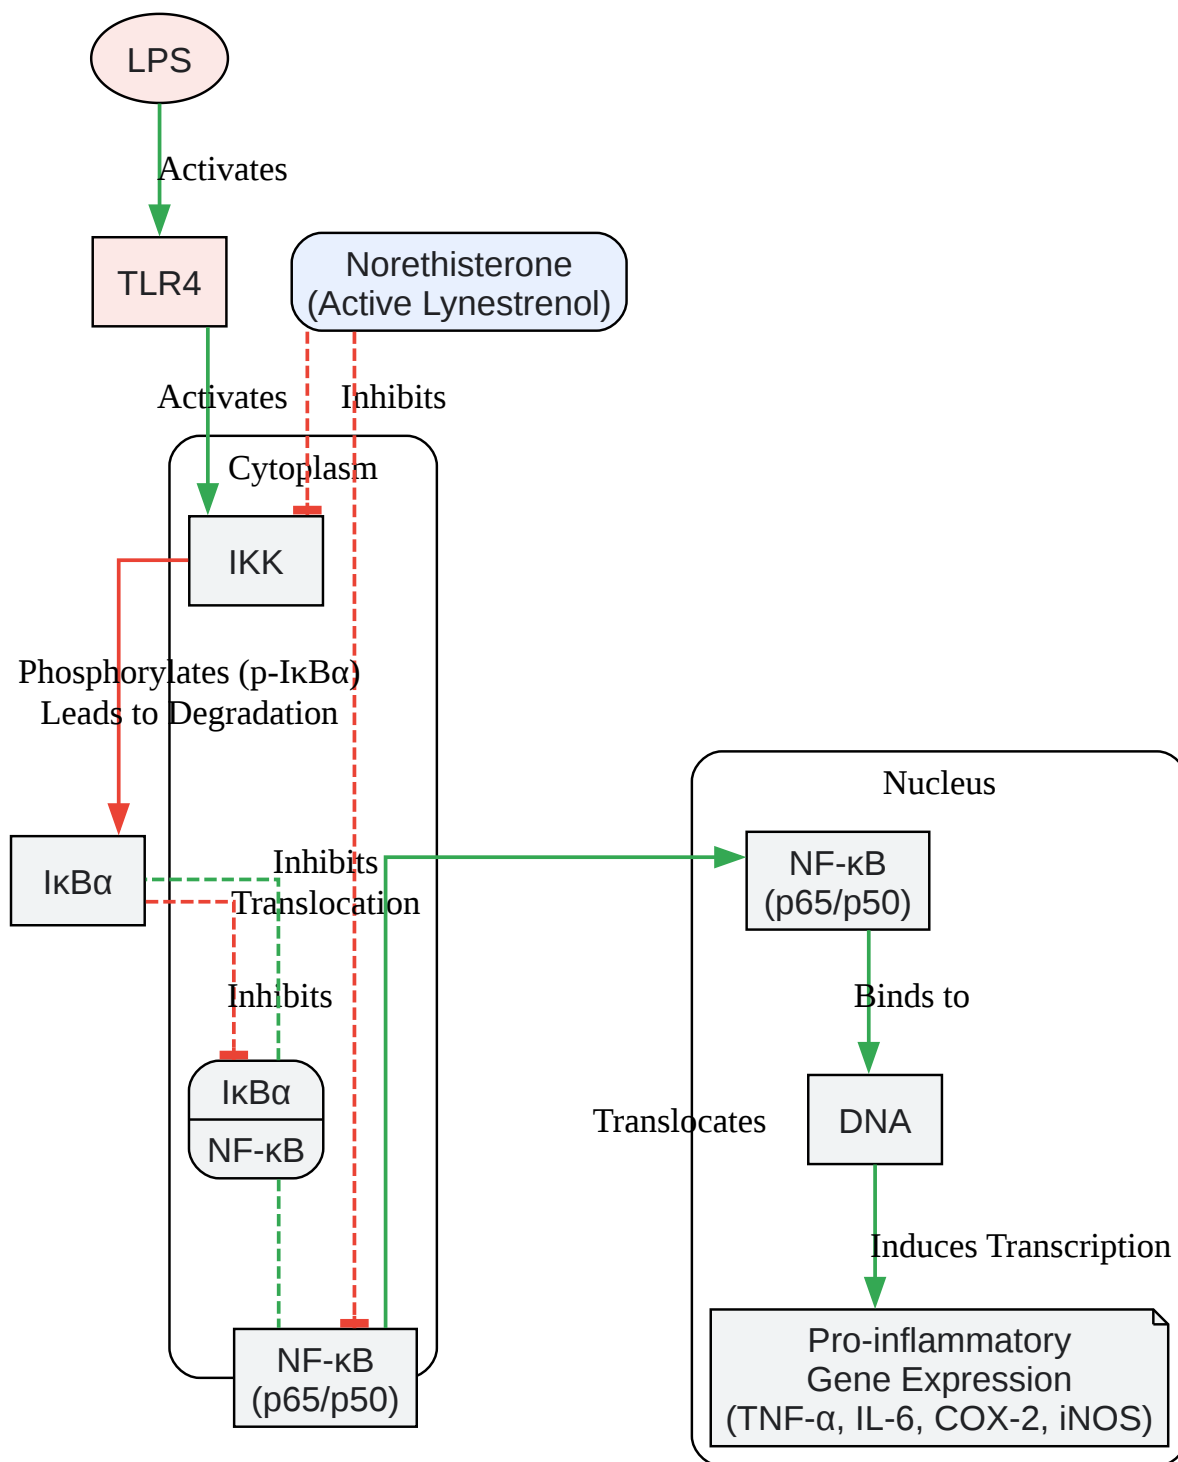 LPS
Activates
TLR4
Norethisterone
(Active Lynestrenol)
Activates
Inhibits
Cytoplasm
IKK
Phosphorylates (p-IκBα)
Leads to Degradation
Nucleus
IκBα
Inhibits
Translocation
NF-κB
(p65/p50)
Inhibits
Binds to
IκBα
NF-κB
Translocates
DNA
Induces Transcription
NF-κB
(p65/p50)
Pro-inflammatory
Gene Expression
(TNF-α, IL-6, COX-2, iNOS)